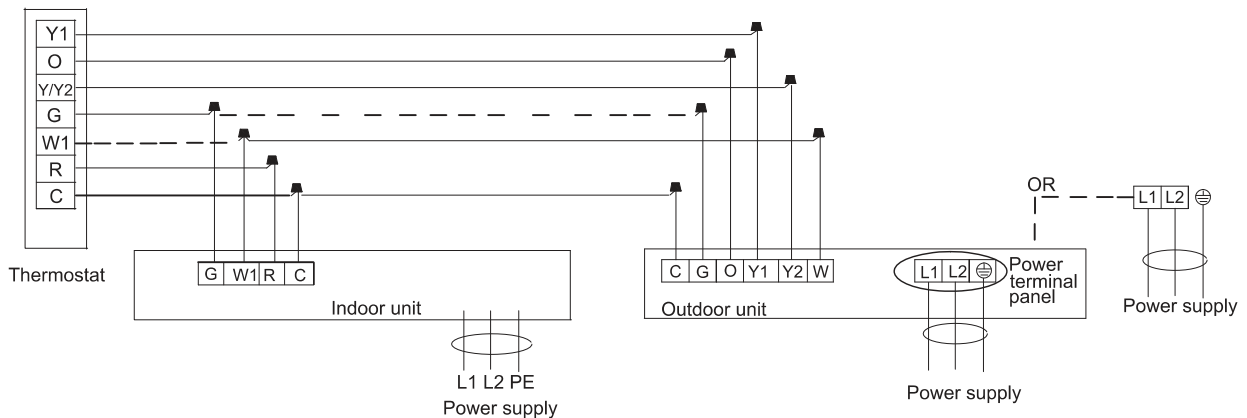 Y1
O
Y/Y2
G
W1
R
C
Thermostat
G W1 R C
Indoor unit
L1 L2 PE
Power supply
C G O Y1 Y2 W
Outdoor unit
L1 L2
Power
terminal
panel
Power supply
OR
L1 L2
Power supply